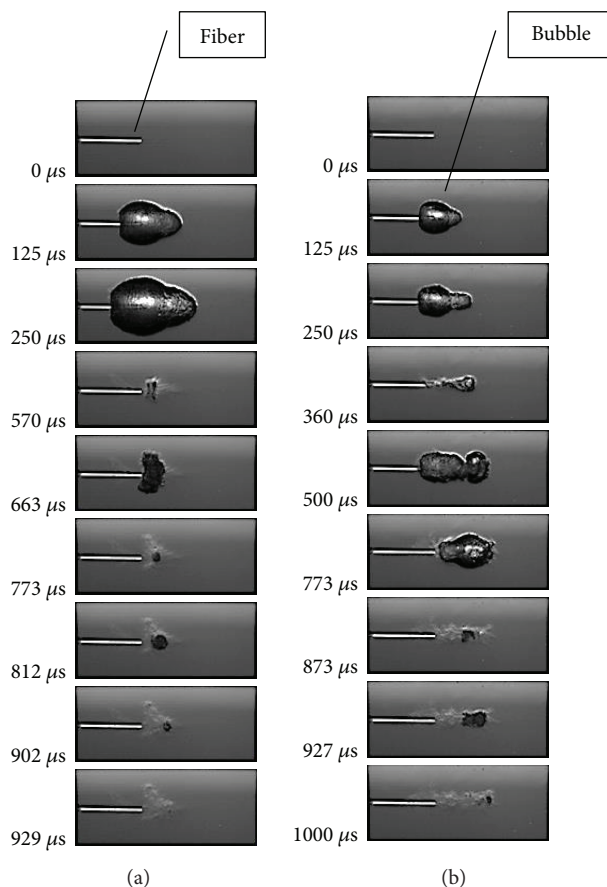 Fiber
Bubble
0 μs
125 μs
250 μs
570 μs
663 μs
773 μs
812 μs
902 μs
929 μs
(a)
0 μs
125 μs
250 μs
360 μs
500 μs
773 μs
873 μs
927 μs
1000 μs
(b)